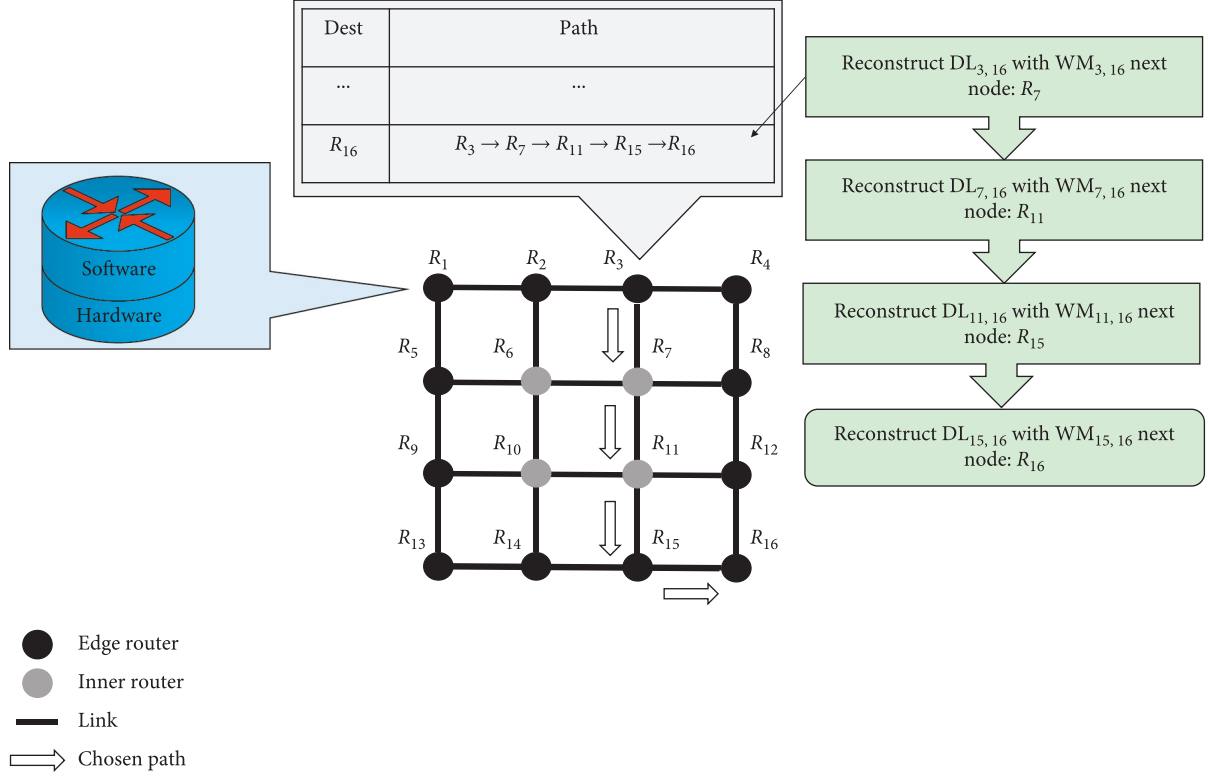 Dest Path
... ...
R16 R3 → R7 → R11 → R15 →R16
Reconstruct DL3, 16 with WM3, 16 next
node: R7
Reconstruct DL7, 16 with WM7, 16 next
node: R11
Reconstruct DL11, 16 with WM11, 16 next
node: R15
Reconstruct DL15, 16 with WM15, 16 next
node: R16
Software
Hardware
R1 R2 R3 R4
R5 R6 R7 R8
R9 R10 R11 R12
R13 R14 R15 R16
Edge router
Inner router
Link
Chosen path